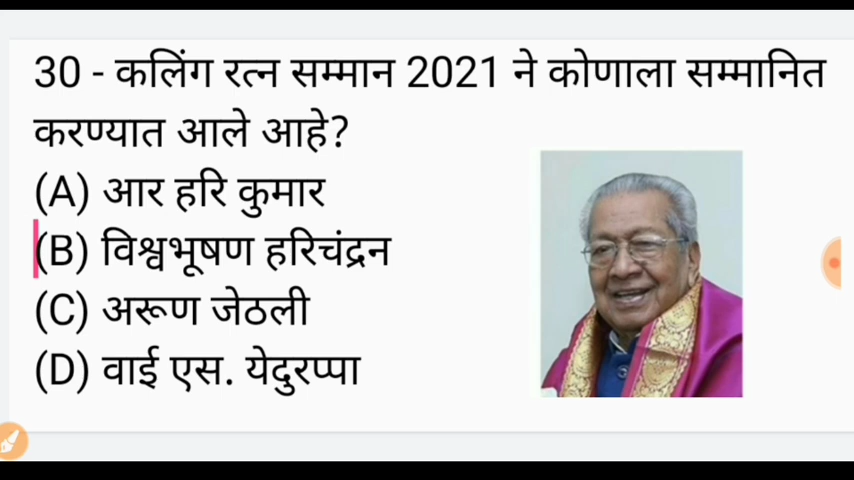 30 - कलिंग रत्न सम्मान 2021 ने कोणाला सम्मानित
करण्यात आले आहे?
(A) आर हरि कुमार
(B) विश्वभूषण हरिचंद्रन
(C) अरूण जेठली
(D) वाई एस. येदुरप्पा